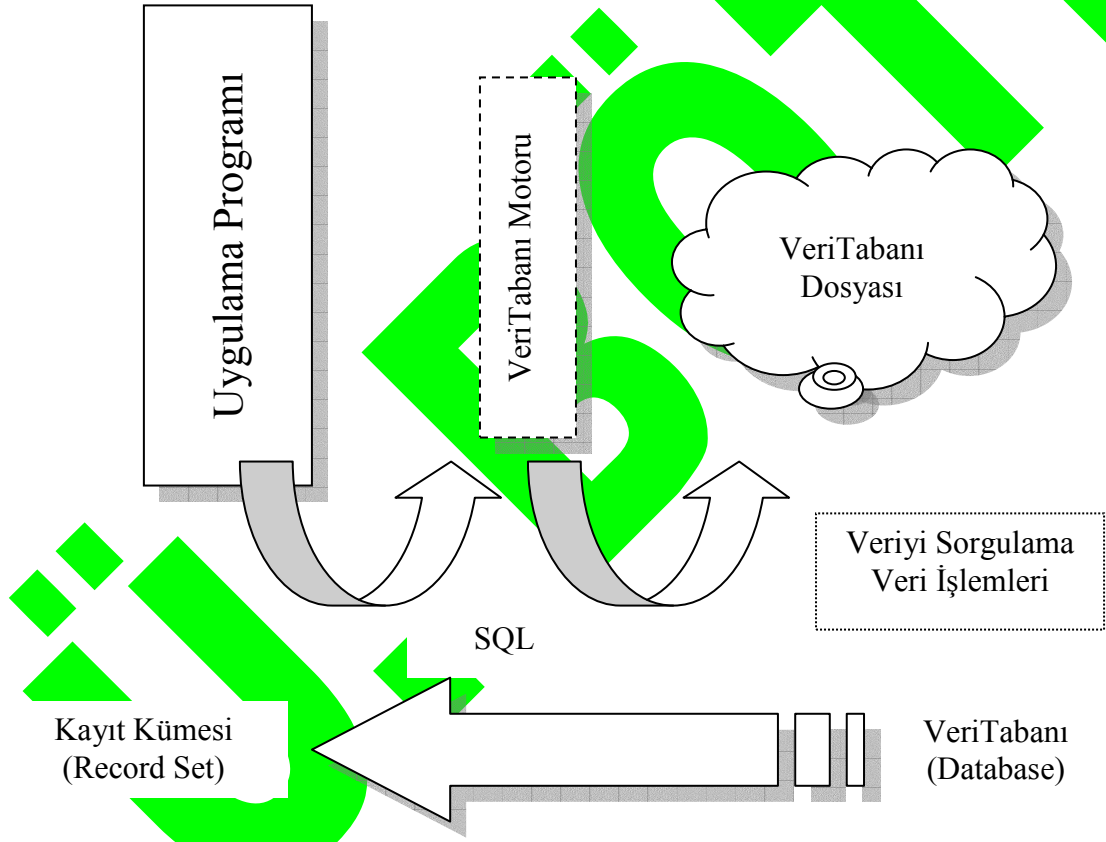 Uygulama Programı
VeriTabanı Motoru
VeriTabanı
Dosyası
Veriyi Sorgulama
Veri İşlemleri
SQL
Kayıt Kümesi
(Record Set)
VeriTabanı
(Database)